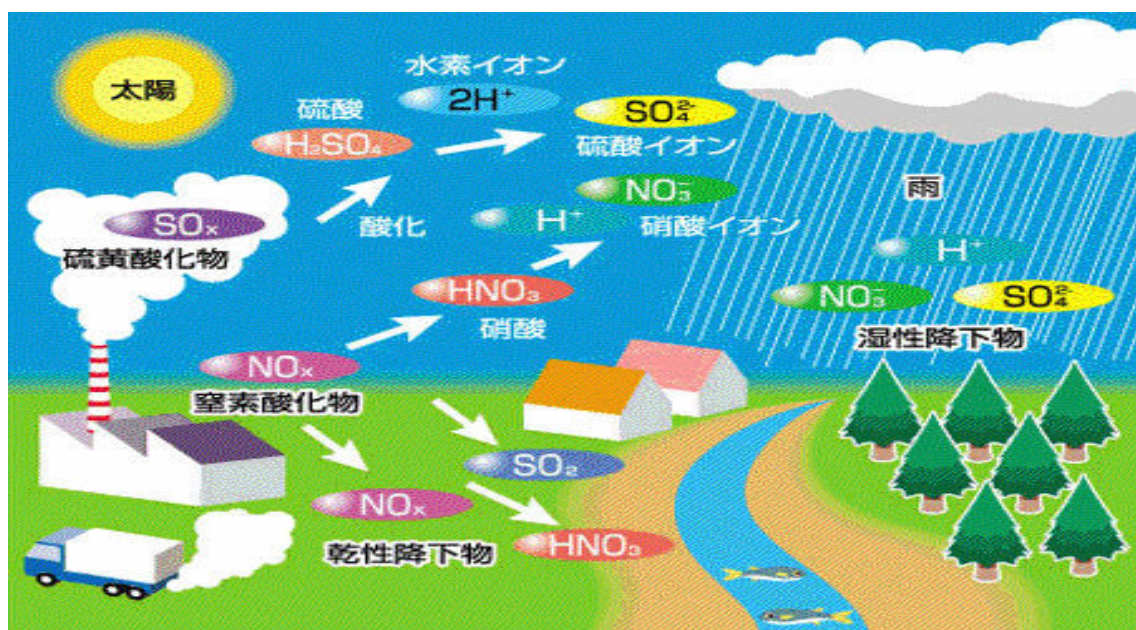 太陽
水素イオン
2H⁺
硫酸
H₂SO₄
SO₄²⁻
硫酸イオン
NO₃⁻
硝酸イオン
H⁺
酸化
SOₓ
硫黄酸化物
雨
H⁺
NO₃⁻
SO₄²⁻
湿性降下物
HNO₃
硝酸
NOₓ
窒素酸化物
SO₂
NOₓ
乾性降下物
HNO₃